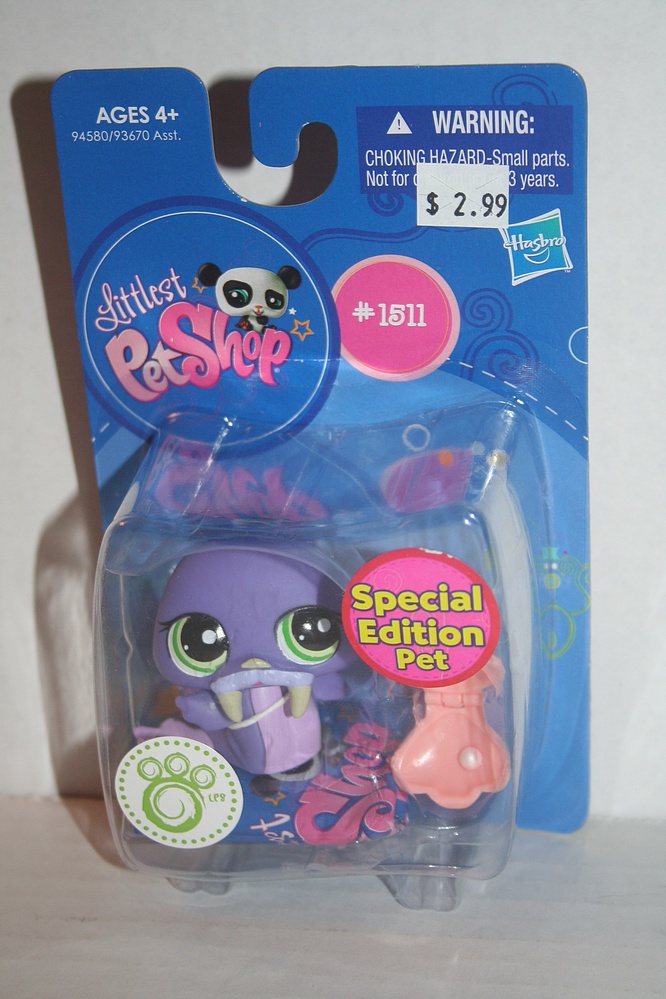 AGES 4+
94580/93670 Asst.
WARNING:
CHOKING HAZARD-Small parts.
Not for 3 years.
$ 2.99
Hasbro
Littlest
PetShop
#1511
Special
Edition
Pet
LPS
Shop